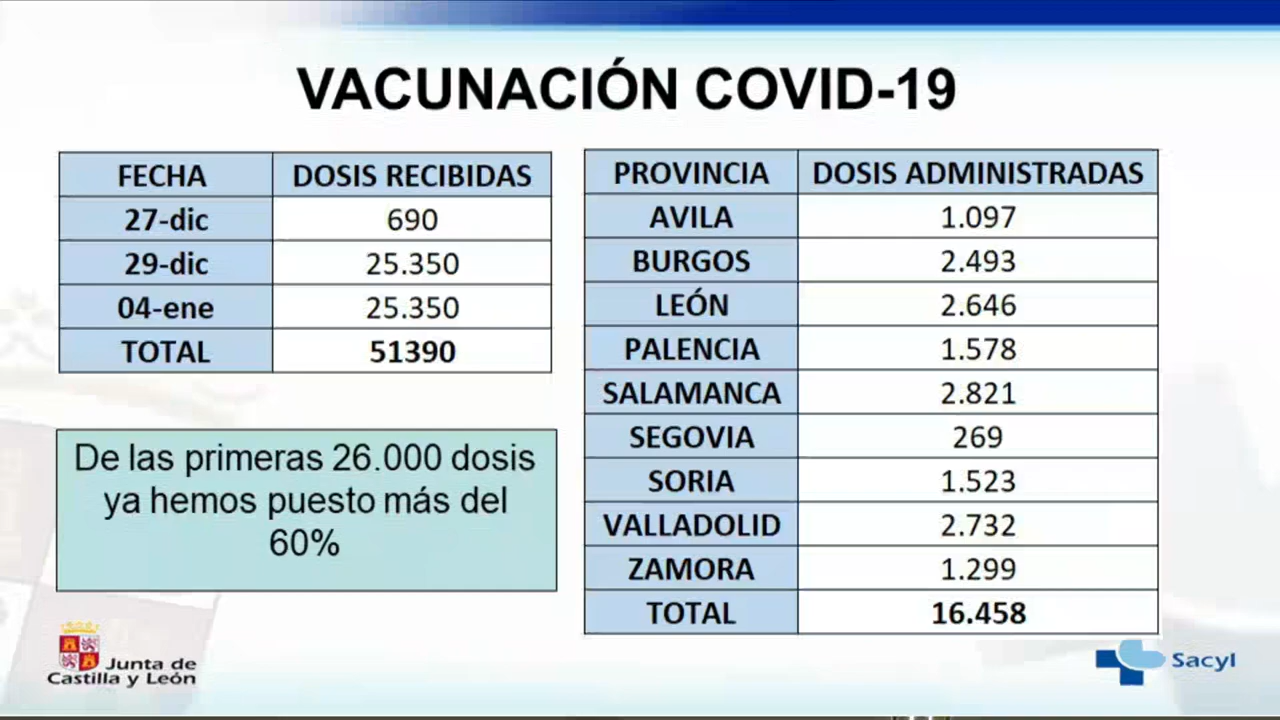 VACUNACIÓN COVID-19
FECHA DOSIS RECIBIDAS
27-dic 690
29-dic 25.350
04-ene 25.350
TOTAL 51390
De las primeras 26.000 dosis
ya hemos puesto más del
60%
PROVINCIA DOSIS ADMINISTRADAS
AVILA 1.097
BURGOS 2.493
LEÓN 2.646
PALENCIA 1.578
SALAMANCA 2.821
SEGOVIA 269
SORIA 1.523
VALLADOLID 2.732
ZAMORA 1.299
TOTAL 16.458
Junta de
Castilla y León
Sacyl